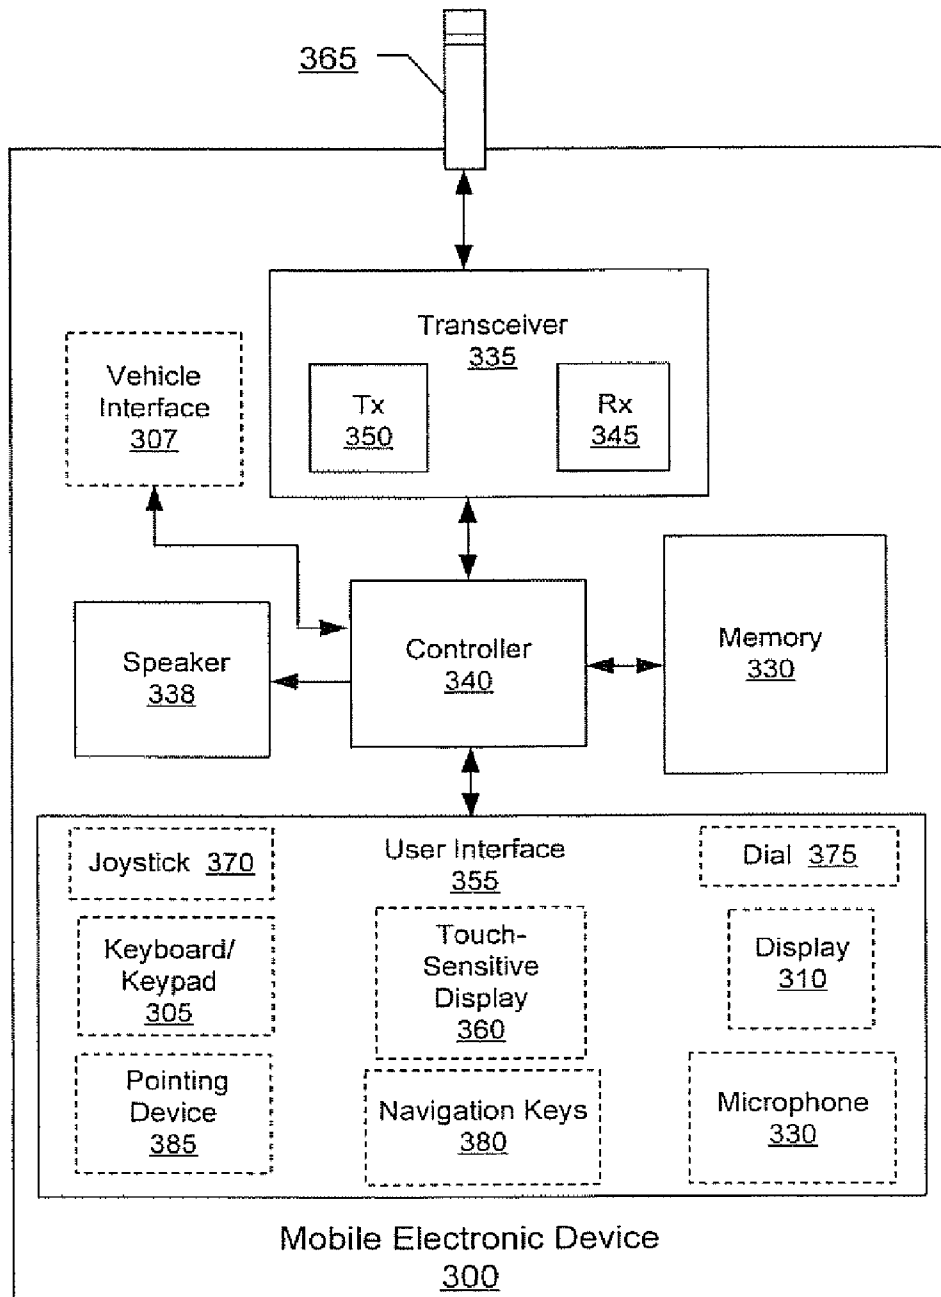 365
Transceiver
335
Tx
350
Rx
345
Vehicle
Interface
307
Speaker
338
Controller
340
Memory
330
User Interface
355
Joystick 370
Dial 375
Keyboard/
Keypad
305
Touch-
Sensitive
Display
360
Display
310
Pointing
Device
385
Navigation Keys
380
Microphone
330
Mobile Electronic Device
300